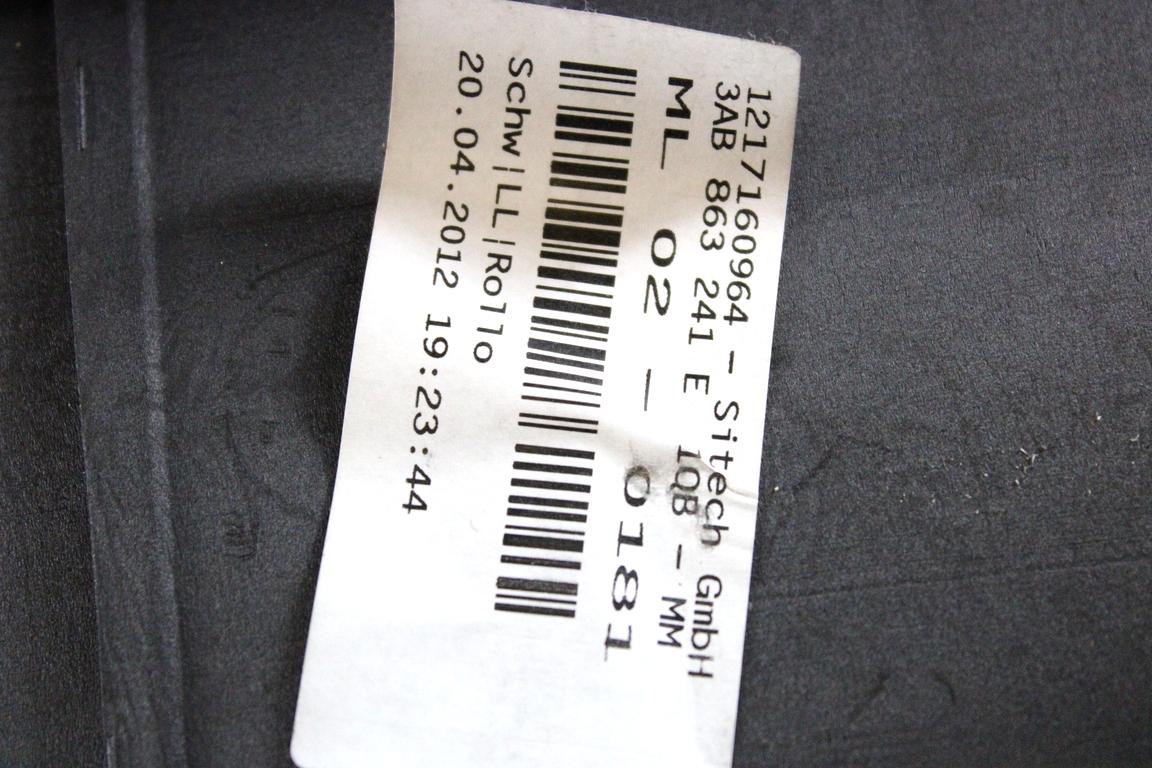 12171160964 - Sitech GmbH
3AB 863 241 E 1QB - MM
ML 02 - 0181
Schw|LL|Rollo
20.04.2012 19:23:44